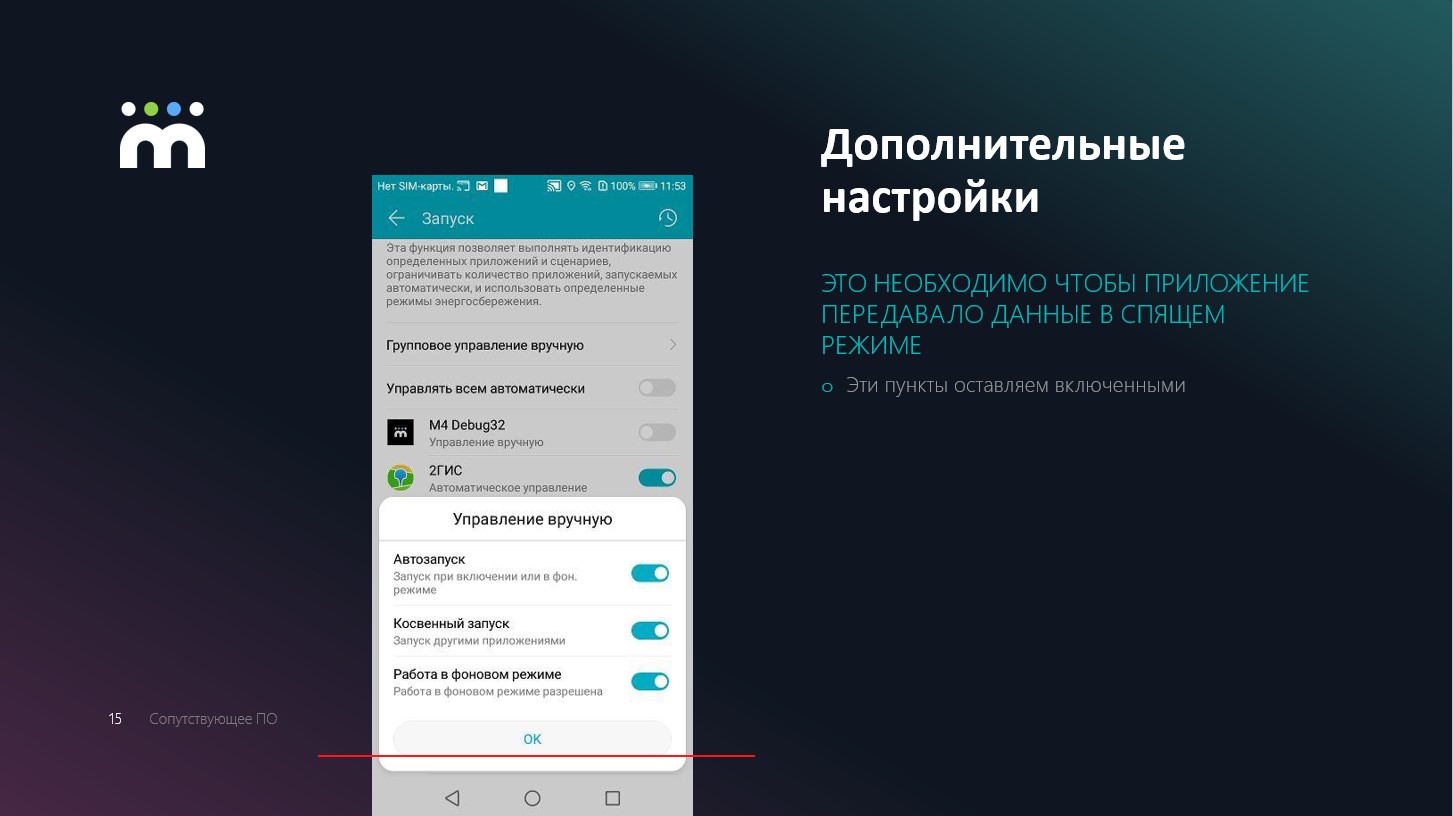 Дополнительные
настройки
ЭТО НЕОБХОДИМО ЧТОБЫ ПРИЛОЖЕНИЕ
ПЕРЕДАВАЛО ДАННЫЕ В СПЯЩЕМ
РЕЖИМЕ
Эти пункты оставляем включенными
Нет SIM-карты. 100% 11:53
Запуск
Эта функция позволяет выполнять идентификацию
определенных приложений и сценариев,
ограничивать количество приложений, запускаемых
автоматически, и использовать определенные
режимы энергосбережения.
Групповое управление вручную
Управлять всем автоматически
M4 Debug32
Управление вручную
2ГИС
Автоматическое управление
Управление вручную
Автозапуск
Запуск при включении или в фон.
режиме
Косвенный запуск
Запуск другими приложениями
Работа в фоновом режиме
Работа в фоновом режиме разрешена
ОК
15 Сопутствующее ПО